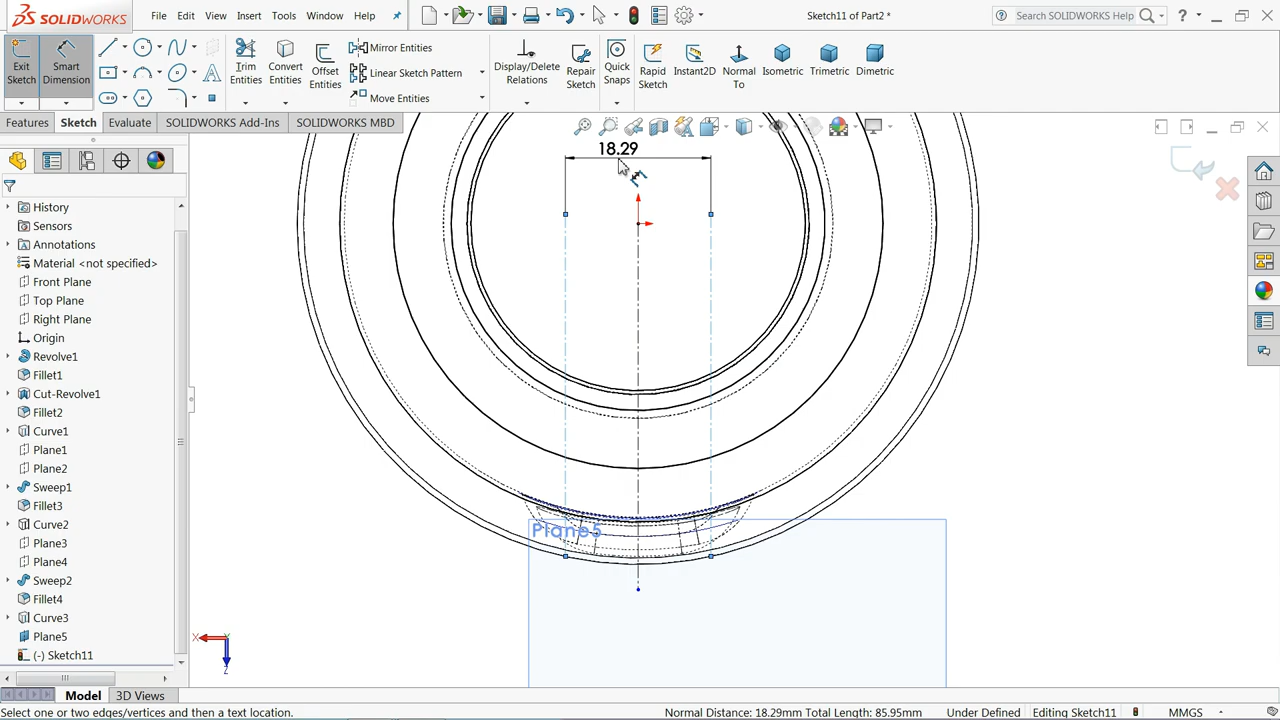 SOLIDWORKS
File
Edit
View
Insert
Tools
Window
Help
Sketch11 of Part2 *
Search SOLIDWORKS Help
?
Exit Sketch
Smart Dimension
Trim Entities
Convert Entities
Offset Entities
Mirror Entities
Linear Sketch Pattern
Move Entities
Display/Delete Relations
Repair Sketch
Quick Snaps
Rapid Sketch
Instant2D
Normal To
Isometric
Trimetric
Dimetric
Features
Sketch
Evaluate
SOLIDWORKS Add-Ins
SOLIDWORKS MBD
History
Sensors
Annotations
Material <not specified>
Front Plane
Top Plane
Right Plane
Origin
Revolve1
Fillet1
Cut-Revolve1
Fillet2
Curve1
Plane1
Plane2
Sweep1
Fillet3
Curve2
Plane3
Plane4
Sweep2
Fillet4
Curve3
Plane5
(-) Sketch11
18.29
Plane5
X
Y
Z
Model
3D Views
Select one or two edges/vertices and then a text location.
Normal Distance: 18.29mm Total Length: 85.95mm
Under Defined
Editing Sketch11
MMGS